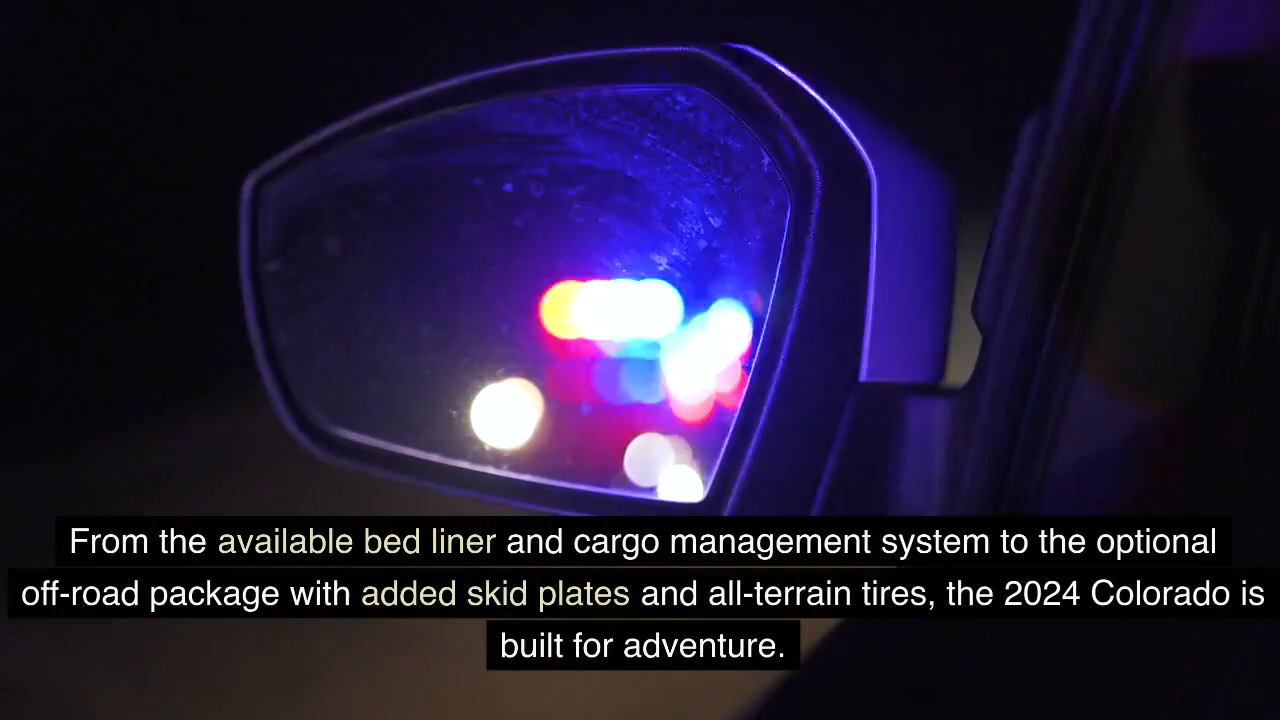 From the available bed liner and cargo management system to the optional
off-road package with added skid plates and all-terrain tires, the 2024 Colorado is
built for adventure.